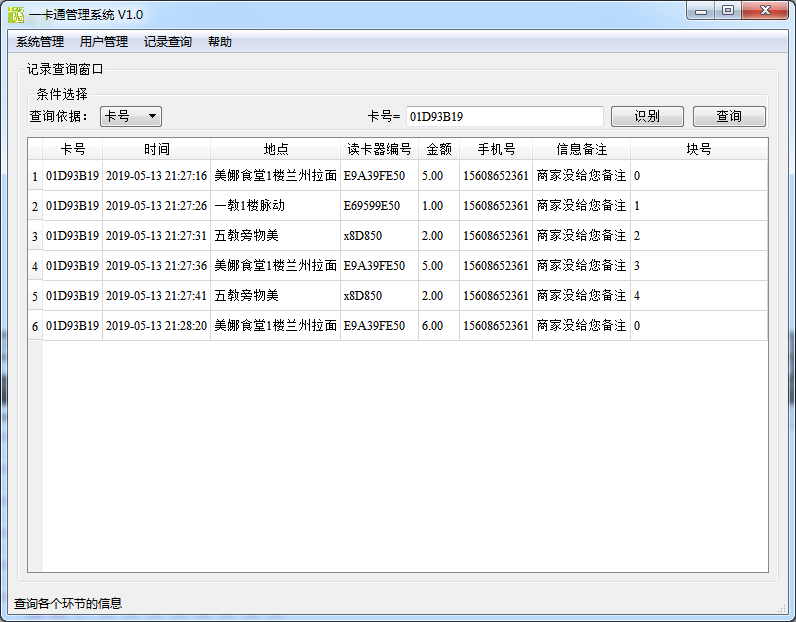 一卡通管理系统 V1.0
系统管理 用户管理 记录查询 帮助
记录查询窗口
条件选择
查询依据： 卡号 卡号= 01D93B19 识别 查询
卡号 时间 地点 读卡器编号 金额 手机号 信息备注 块号
1 01D93B19 2019-05-13 21:27:16 美娜食堂1楼兰州拉面 E9A39FE50 5.00 15608652361 商家没给您备注 0
2 01D93B19 2019-05-13 21:27:26 一教1楼脉动 E69599E50 1.00 15608652361 商家没给您备注 1
3 01D93B19 2019-05-13 21:27:31 五教旁物美 x8D850 2.00 15608652361 商家没给您备注 2
4 01D93B19 2019-05-13 21:27:36 美娜食堂1楼兰州拉面 E9A39FE50 5.00 15608652361 商家没给您备注 3
5 01D93B19 2019-05-13 21:27:41 五教旁物美 x8D850 2.00 15608652361 商家没给您备注 4
6 01D93B19 2019-05-13 21:28:20 美娜食堂1楼兰州拉面 E9A39FE50 6.00 15608652361 商家没给您备注 0
查询各个环节的信息